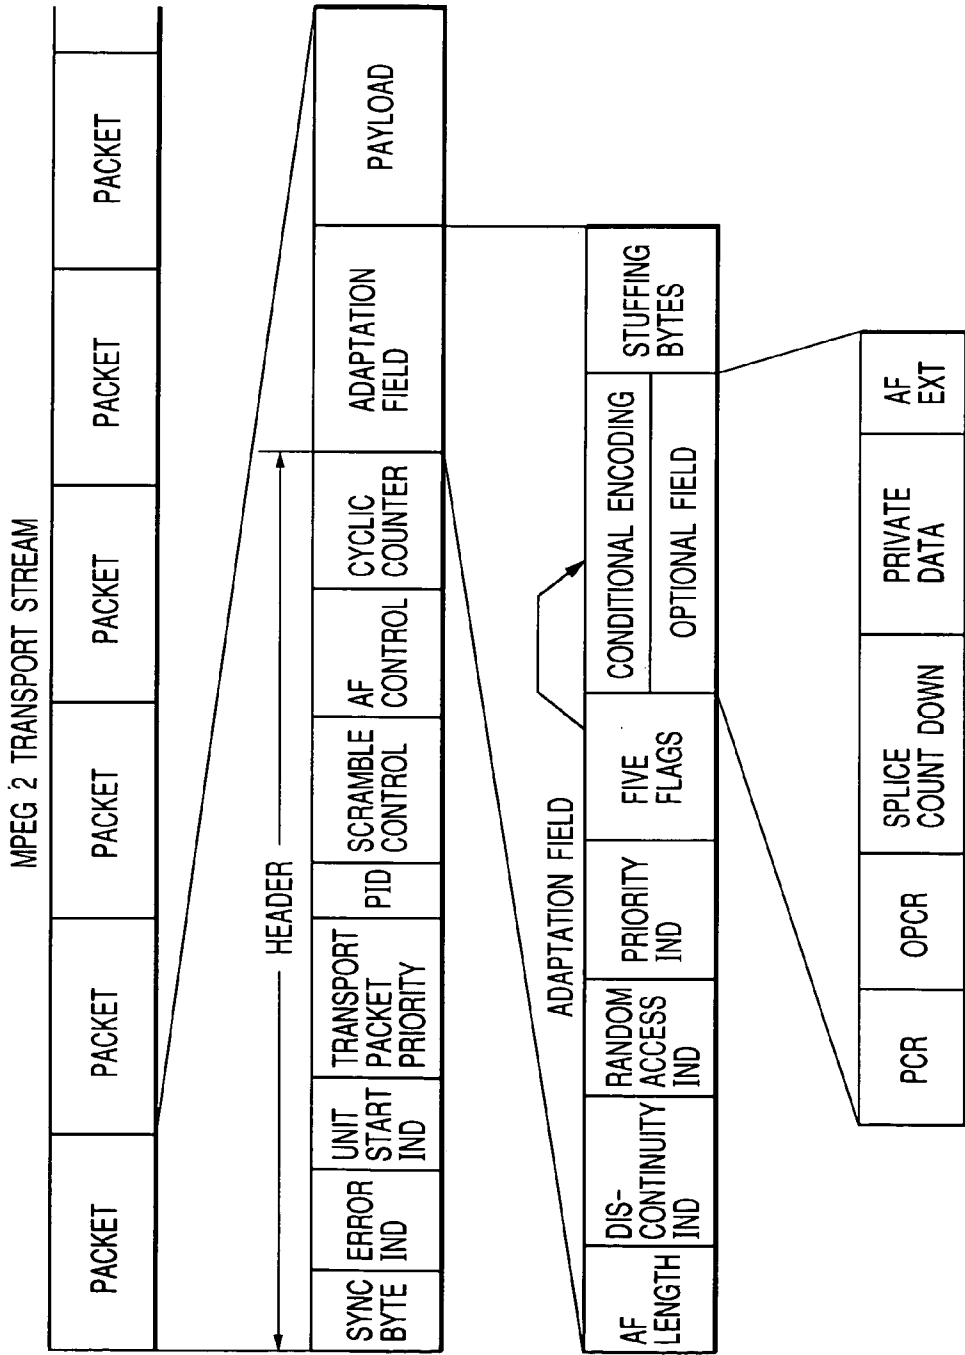 MPEG 2 TRANSPORT STREAM
PACKET
PACKET
PACKET
PACKET
PACKET
PACKET
HEADER
SYNC
BYTE
ERROR
IND
UNIT
START
IND
TRANSPORT
PACKET
PRIORITY
PID
SCRAMBLE
CONTROL
AF
CONTROL
CYCLIC
COUNTER
ADAPTATION
FIELD
PAYLOAD
ADAPTATION FIELD
AF
LENGTH
DIS-
CONTINUITY
IND
RANDOM
ACCESS
IND
PRIORITY
IND
FIVE
FLAGS
CONDITIONAL ENCODING
OPTIONAL FIELD
STUFFING
BYTES
PCR
OPCR
SPLICE
COUNT DOWN
PRIVATE
DATA
AF
EXT